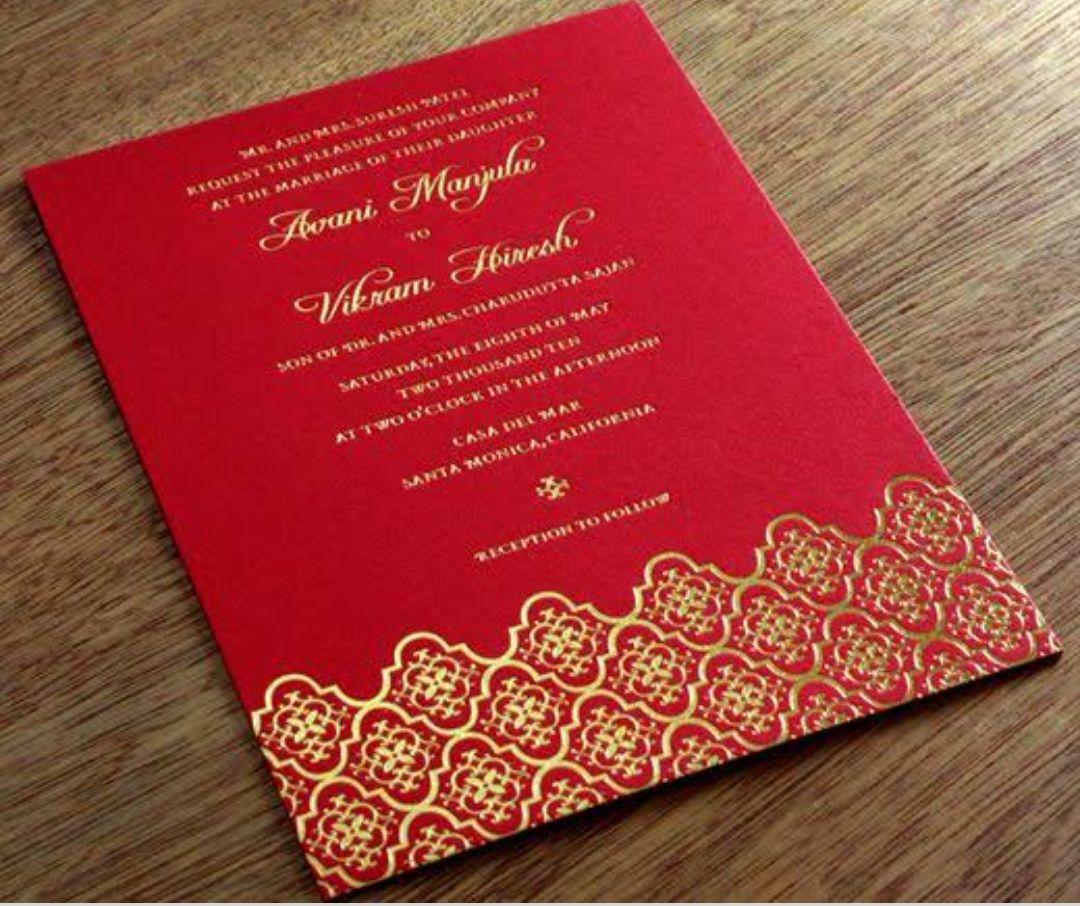 MR. AND MRS. SURESH PATEL
REQUEST THE PLEASURE OF YOUR COMPANY
AT THE MARRIAGE OF THEIR DAUGHTER
Avani Manjula
TO
Vikram Hiresh
SON OF DR. AND MRS. CHARUDUTTA SAJAN
SATURDAY, THE EIGHTH OF MAY
TWO THOUSAND TEN
AT TWO O'CLOCK IN THE AFTERNOON
CASA DEL MAR
SANTA MONICA, CALIFORNIA
RECEPTION TO FOLLOW